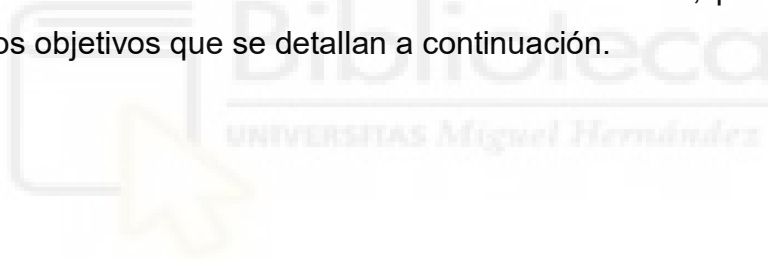 os objetivos que se detallan a continuación.
Biblioteca
UNIVERSITAS Miguel Hernández